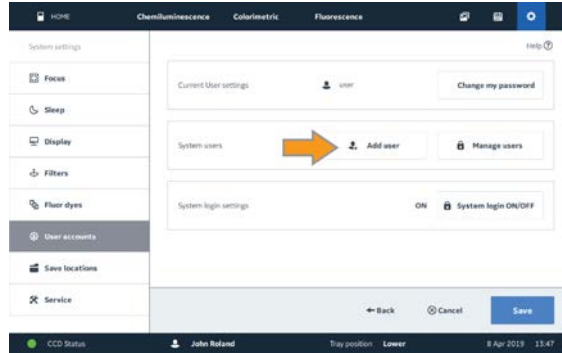 HOME Chemiluminescence Colorimetric Fluorescence
System settings
Help ?
Focus
Sleep
Display
Filters
Fluor dyes
User accounts
Save locations
Service
Current User settings user Change my password
System users Add user Manage users
System login settings ON System login ON/OFF
Back Cancel Save
CCD Status John Roland Tray position Lower 8 Apr 2019 13:47